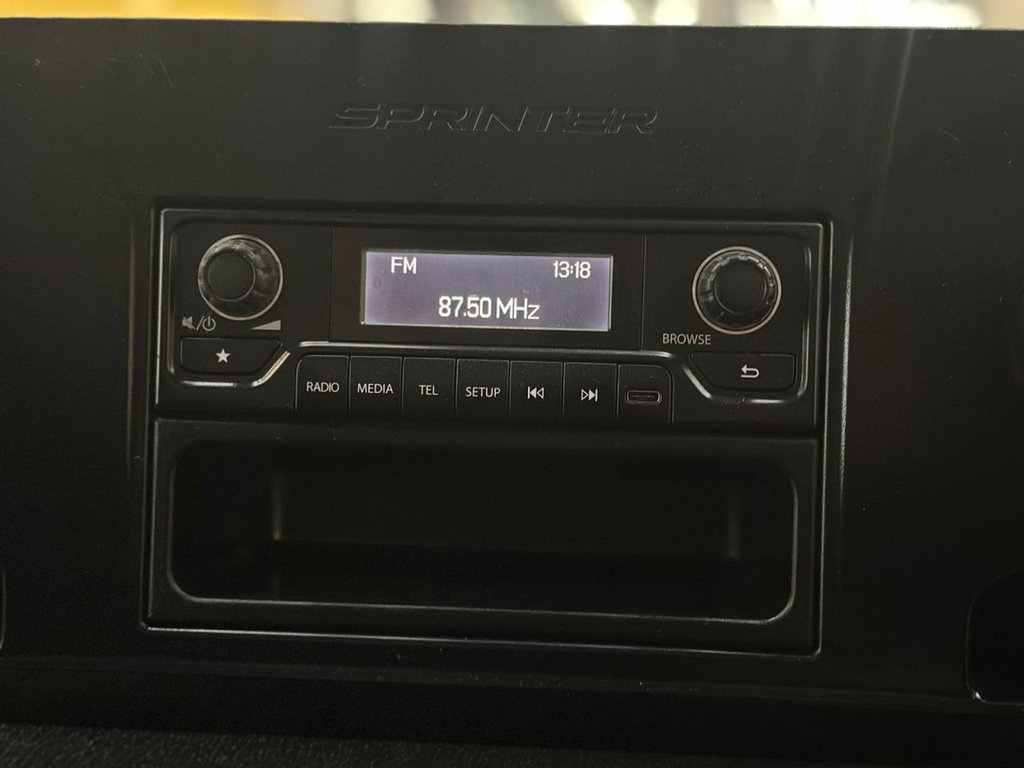 SPRINTER
FM 13:18
87.50 MHz
BROWSE
RADIO MEDIA TEL SETUP